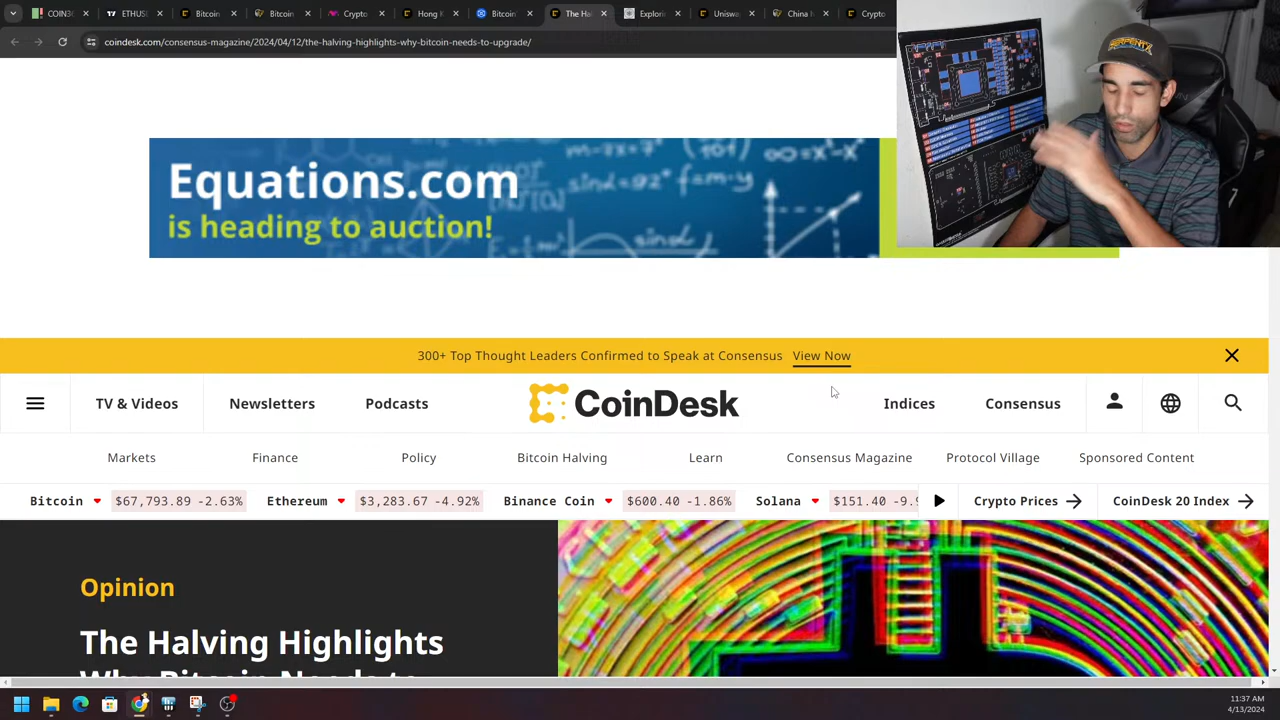 COIN30
ETHUSD
Bitcoin
Bitcoin
Crypto
Hong K
Bitcoin
The Hal
Explori
Uniswa
China h
Crypto
coindesk.com/consensus-magazine/2024/04/12/the-halving-highlights-why-bitcoin-needs-to-upgrade/
Equations.com
is heading to auction!
300+ Top Thought Leaders Confirmed to Speak at Consensus View Now
TV & Videos Newsletters Podcasts CoinDesk Indices Consensus
Markets Finance Policy Bitcoin Halving Learn Consensus Magazine Protocol Village Sponsored Content
Bitcoin $67,793.89 -2.63% Ethereum $3,283.67 -4.92% Binance Coin $600.40 -1.86% Solana $151.40 -9.9 Crypto Prices CoinDesk 20 Index
Opinion
The Halving Highlights
Why Bitcoin Needs to
11:37 AM
4/13/2024